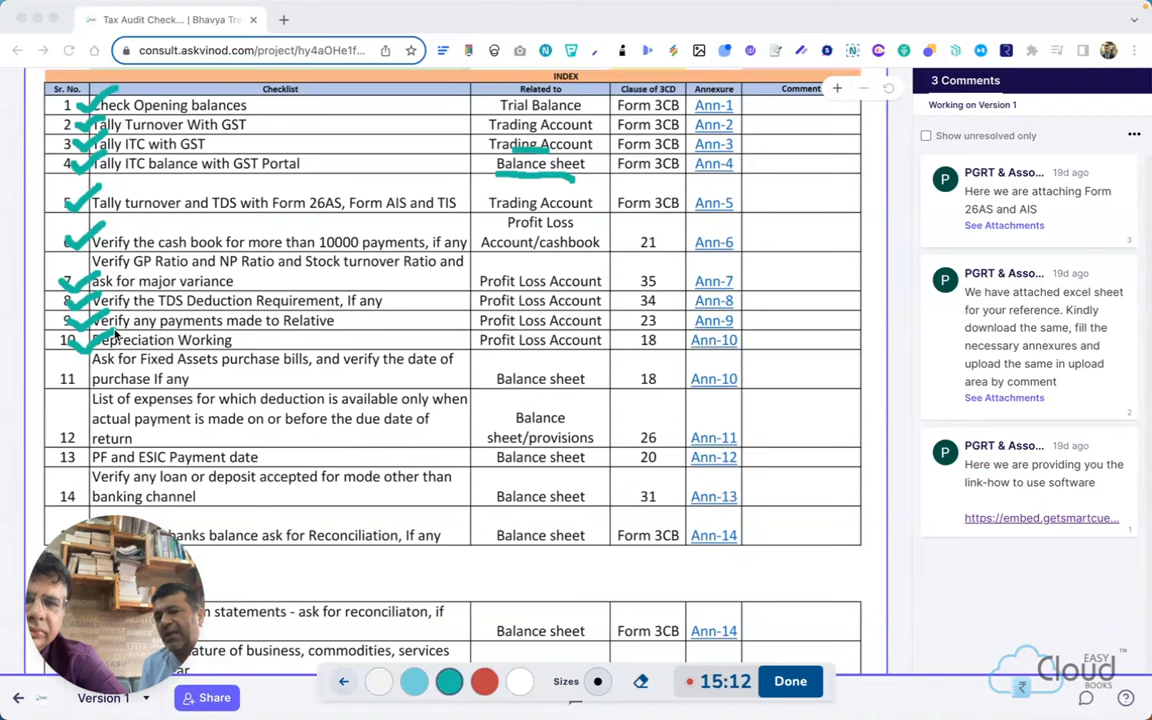 Tax Audit Check... | Bhavya Tra
consult.askvinod.com/project/hy4aOHe1f...
INDEX
Sr. No. Checklist Related to Clause of 3CD Annexure Comment
1 Check Opening balances Trial Balance Form 3CB Ann-1
2 Tally Turnover With GST Trading Account Form 3CB Ann-2
3 Tally ITC with GST Trading Account Form 3CB Ann-3
4 Tally ITC balance with GST Portal Balance sheet Form 3CB Ann-4
5 Tally turnover and TDS with Form 26AS, Form AIS and TIS Trading Account Form 3CB Ann-5
Profit Loss
6 Verify the cash book for more than 10000 payments, if any Account/cashbook 21 Ann-6
Verify GP Ratio and NP Ratio and Stock turnover Ratio and
7 ask for major variance Profit Loss Account 35 Ann-7
8 Verify the TDS Deduction Requirement, If any Profit Loss Account 34 Ann-8
9 Verify any payments made to Relative Profit Loss Account 23 Ann-9
10 Depreciation Working Profit Loss Account 18 Ann-10
Ask for Fixed Assets purchase bills, and verify the date of
11 purchase If any Balance sheet 18 Ann-10
List of expenses for which deduction is available only when
actual payment is made on or before the due date of Balance
12 return sheet/provisions 26 Ann-11
13 PF and ESIC Payment date Balance sheet 20 Ann-12
Verify any loan or deposit accepted for mode other than
14 banking channel Balance sheet 31 Ann-13
banks balance ask for Reconciliation, If any Balance sheet Form 3CB Ann-14
statements - ask for reconciliaton, if
Balance sheet Form 3CB Ann-14
ature of business, commodities, services
3 Comments
Working on Version 1
Show unresolved only
P PGRT & Asso... 19d ago
Here we are attaching Form
26AS and AIS
See Attachments
3
P PGRT & Asso... 19d ago
We have attached excel sheet
for your reference. Kindly
download the same, fill the
necessary annexures and
upload the same in upload
area by comment
See Attachments
2
P PGRT & Asso... 19d ago
Here we are providing you the
link-how to use software
https://embed.getsmartcue...
1
Version 1
Share
Sizes
15:12
Done
EASY
Cloud
BOOKS
TM
₹